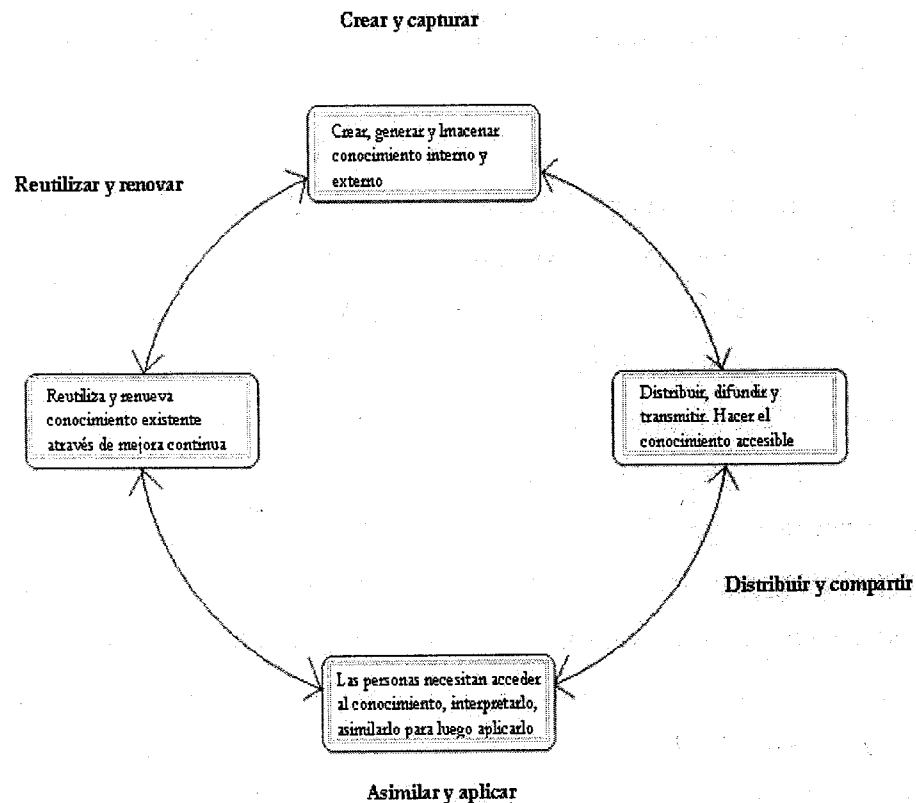 Crear y capturar
Crear, generar y lmacenar
conocimiento interno y
externo
Reutilizar y renovar
Reutiliza y renueva
conocimiento existente
através de mejora continua
Distribuir, difundir y
transmitir. Hacer el
conocimiento accesible
Distribuir y compartir
Las personas necesitan acceder
al conocimiento, interpretarlo,
asimilarlo para luego aplicarlo
Asimilar y aplicar